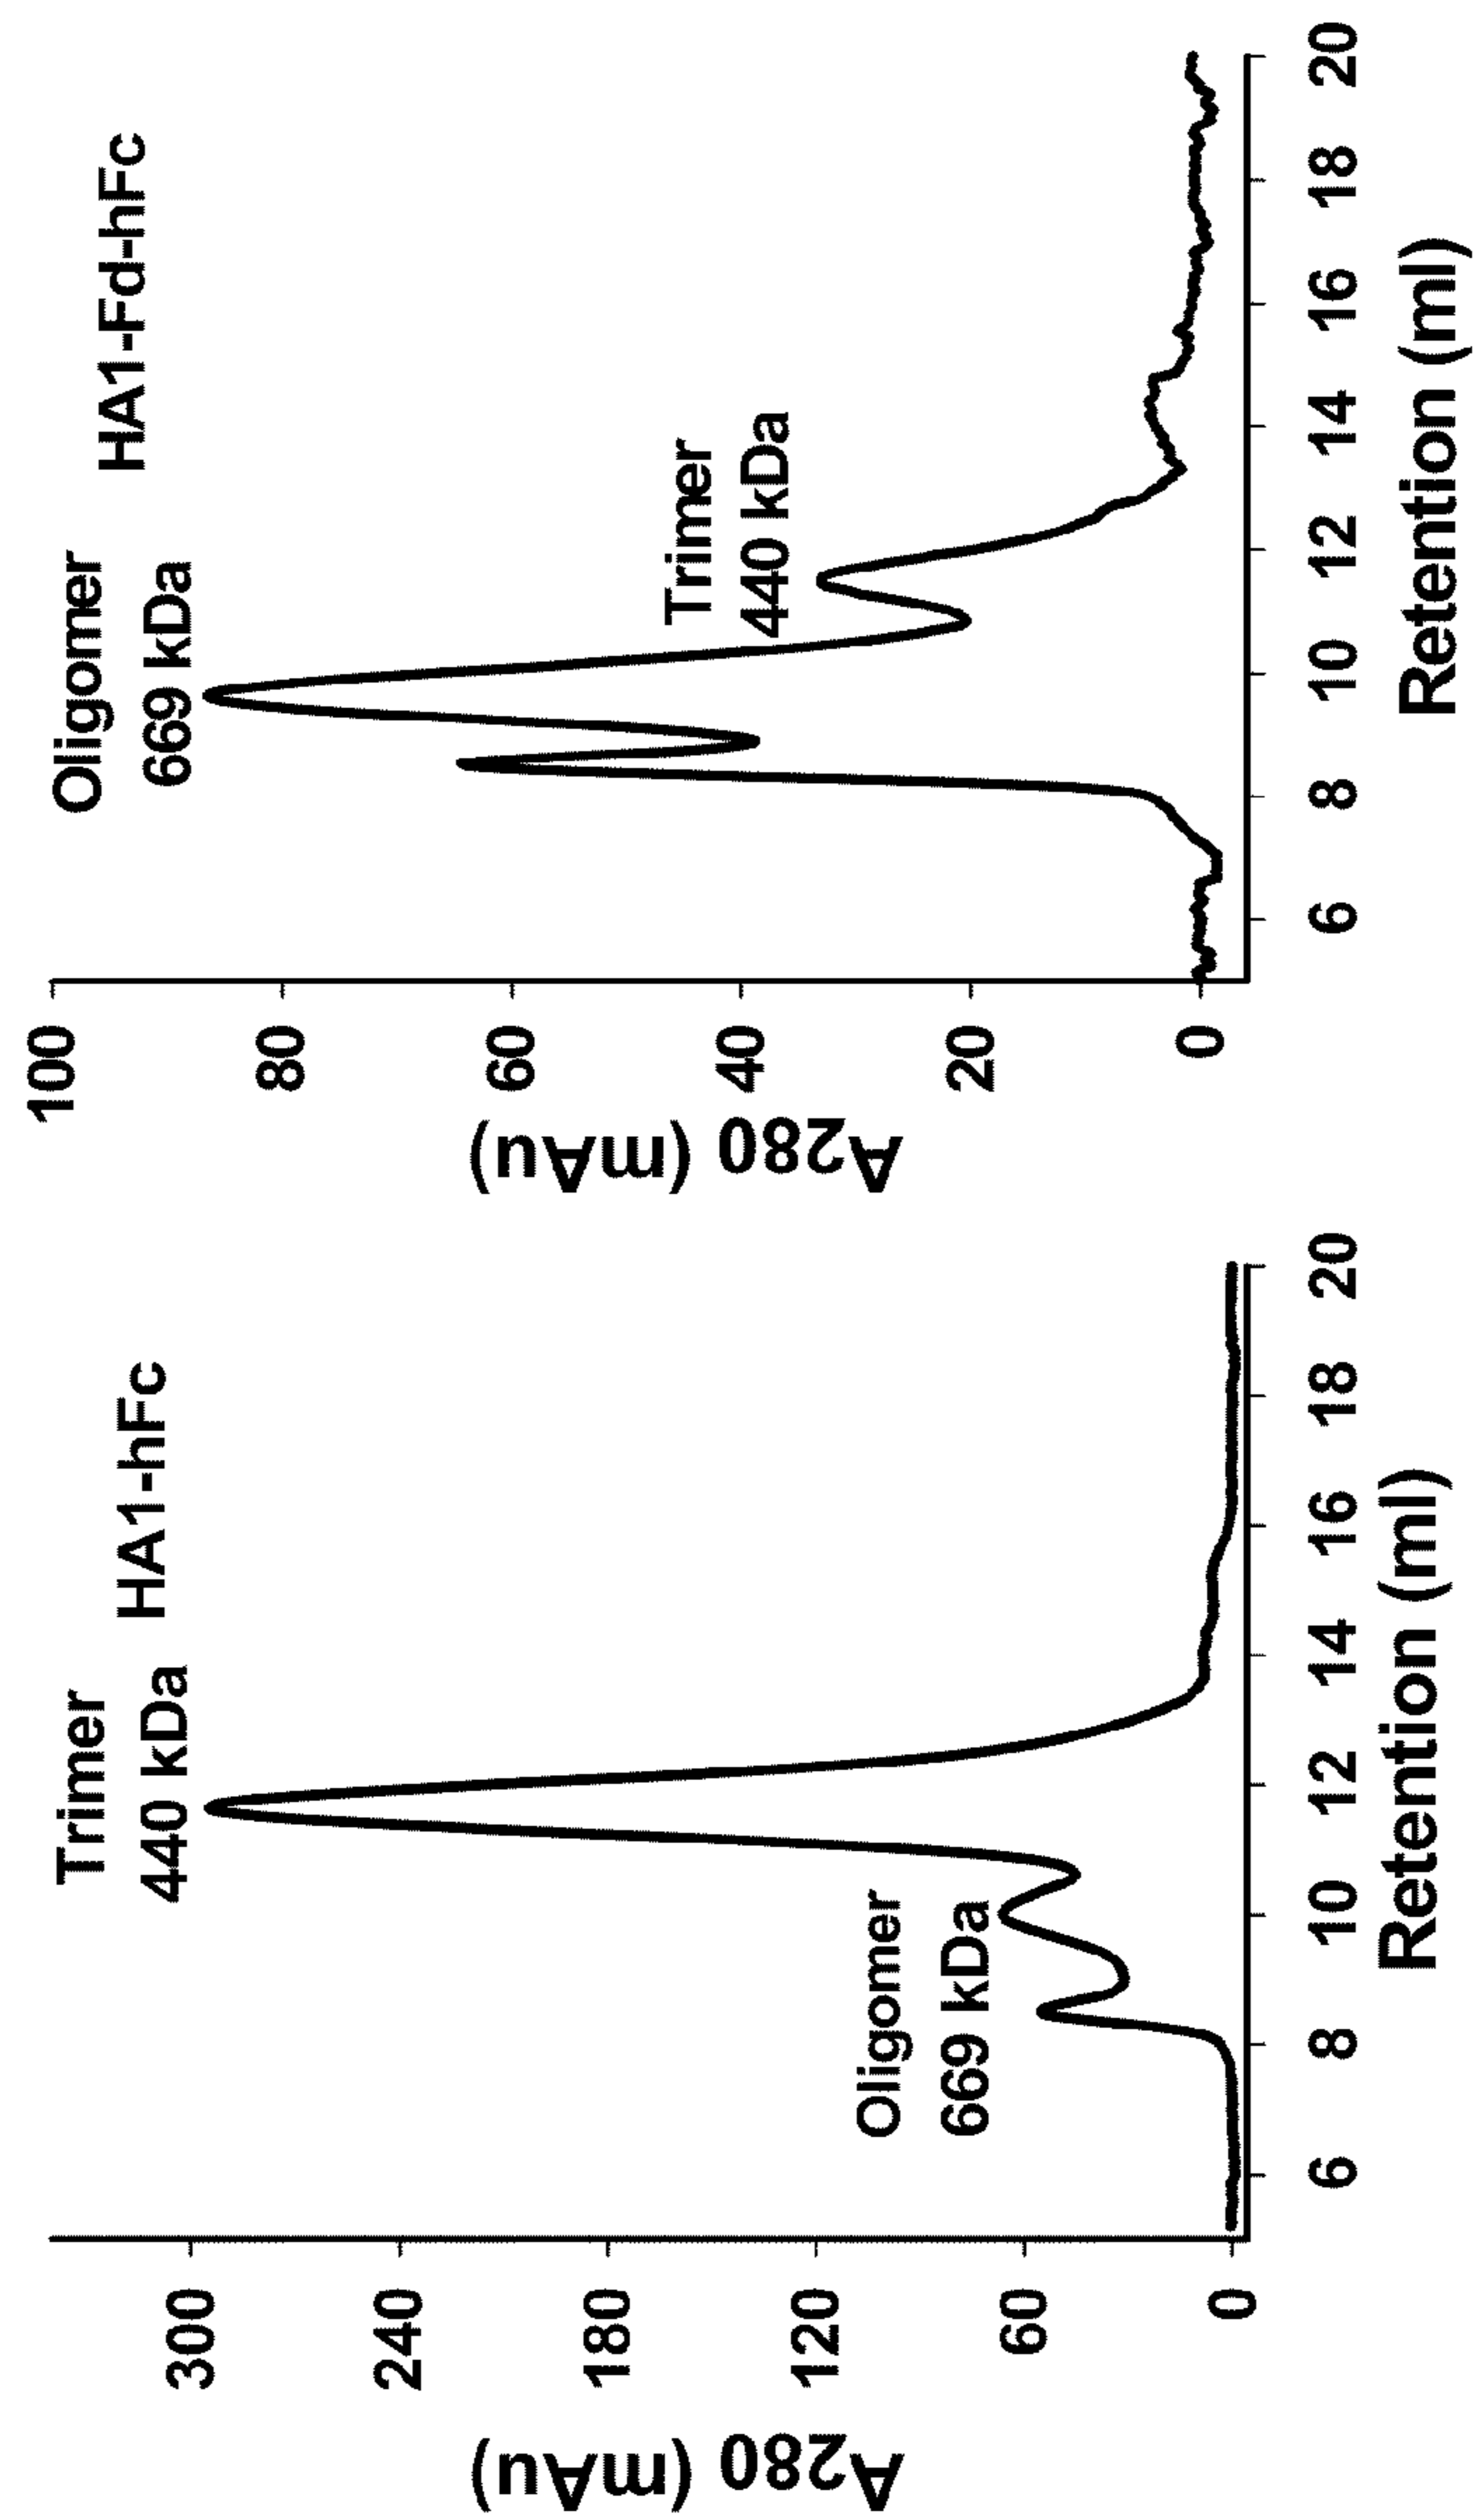 Trimer
440 kDa
HA1-hFc
Oligomer
669 kDa
300
240
180
120
60
0
A280 (mAu)
6 8 10 12 14 16 18 20
Retention (ml)
Oligomer
669 kDa
HA1-Fd-hFc
Trimer
440 kDa
100
80
60
40
20
0
A280 (mAu)
6 8 10 12 14 16 18 20
Retention (ml)